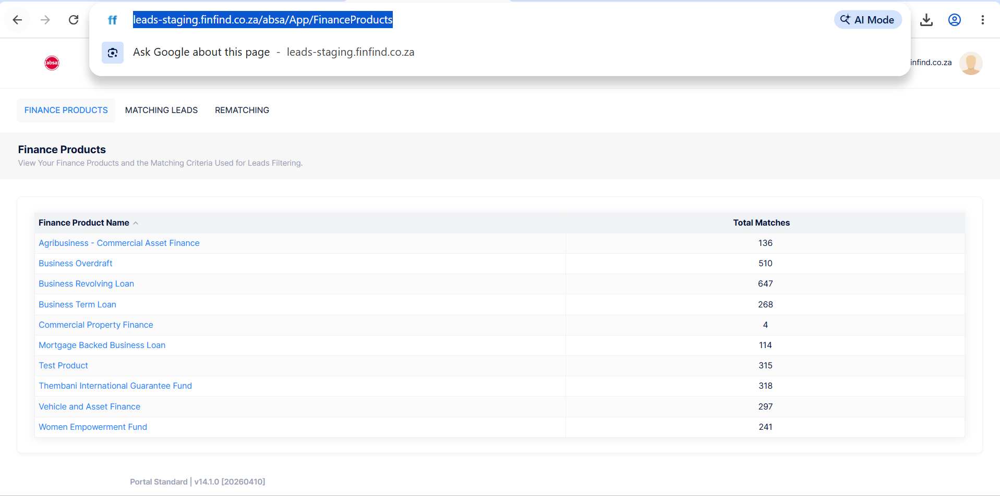 ff leads-staging.finfind.co.za/absa/App/FinanceProducts AI Mode
Ask Google about this page - leads-staging.finfind.co.za
absa
infind.co.za
FINANCE PRODUCTS MATCHING LEADS REMATCHING
Finance Products
View Your Finance Products and the Matching Criteria Used for Leads Filtering.
Finance Product Name Total Matches
Agribusiness - Commercial Asset Finance 136
Business Overdraft 510
Business Revolving Loan 647
Business Term Loan 268
Commercial Property Finance 4
Mortgage Backed Business Loan 114
Test Product 315
Thembani International Guarantee Fund 318
Vehicle and Asset Finance 297
Women Empowerment Fund 241
Portal Standard | v14.1.0 [20260410]